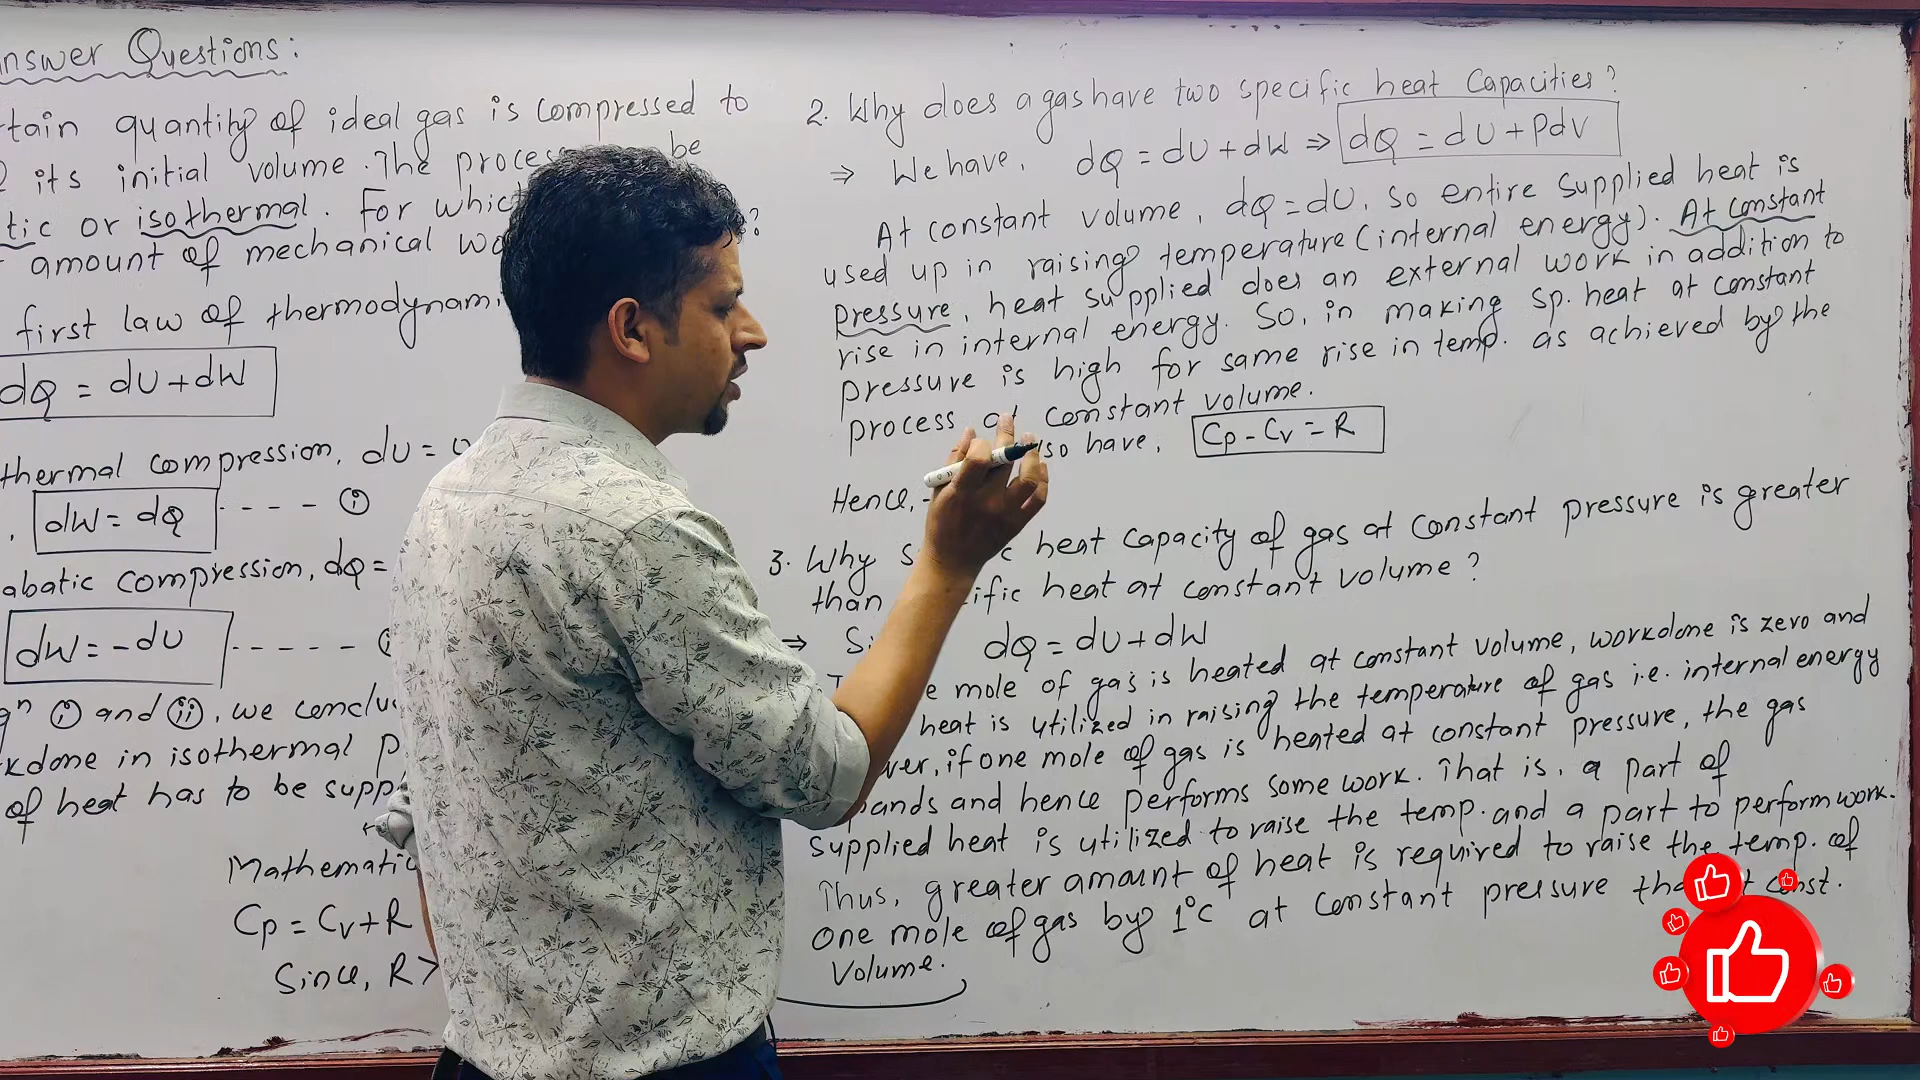 nswer Questions:
tain quantity of ideal gas is compressed to
its initial volume. The proces be
tic or isothermal. For whic ?
amount of mechanical wo
first law of thermodynami
dQ = dU + dW
thermal compression, dU = 0
dW = dQ ---- (i)
abatic compression, dQ =
dW = -dU -----
qn (i) and (ii), we conclu
kdone in isothermal p
of heat has to be supp
Mathematic
Cp = Cv + R
Since, R >
2. Why does a gas have two specific heat capacities?
⇒ We have, dQ = dU + dW ⇒ dQ = dU + PdV
At constant volume, dQ = dU, so entire supplied heat is
used up in raising temperature (internal energy). At constant
pressure, heat supplied does an external work in addition to
rise in internal energy. So, in making sp. heat at constant
pressure is high for same rise in temp. as achieved by the
process at constant volume.
lso have, Cp - Cv = R
Hence,
3. Why s c heat capacity of gas at constant pressure is greater
than ific heat at constant volume?
⇒ Si dQ = dU + dW
e mole of gas is heated at constant volume, workdone is zero and
heat is utilized in raising the temperature of gas i.e. internal energy
ver, if one mole of gas is heated at constant pressure, the gas
pands and hence performs some work. That is, a part of
supplied heat is utilized to raise the temp. and a part to perform work.
Thus, greater amount of heat is required to raise the temp. of
one mole of gas by 1°C at constant pressure tha t const.
volume.